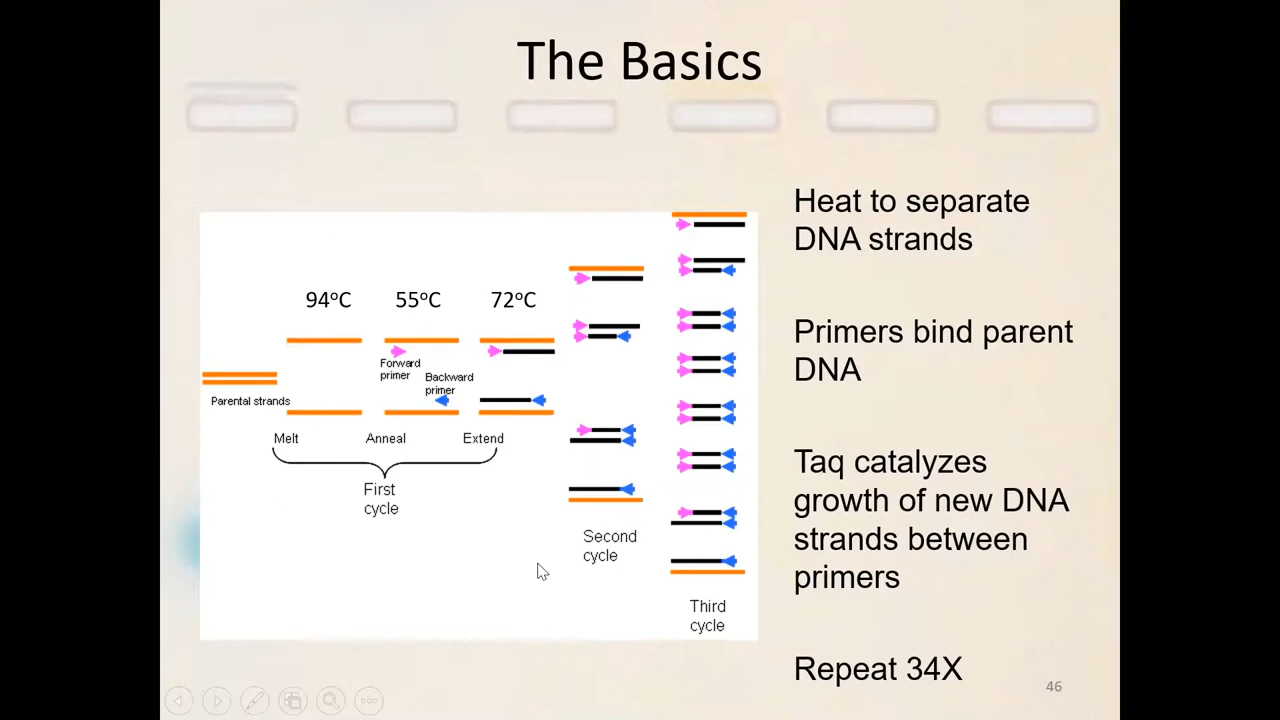 The Basics
94°C
55°C
72°C
Forward
primer
Backward
primer
Parental strands
Melt
Anneal
Extend
First
cycle
Second
cycle
Third
cycle
Heat to separate
DNA strands
Primers bind parent
DNA
Taq catalyzes
growth of new DNA
strands between
primers
Repeat 34X
46